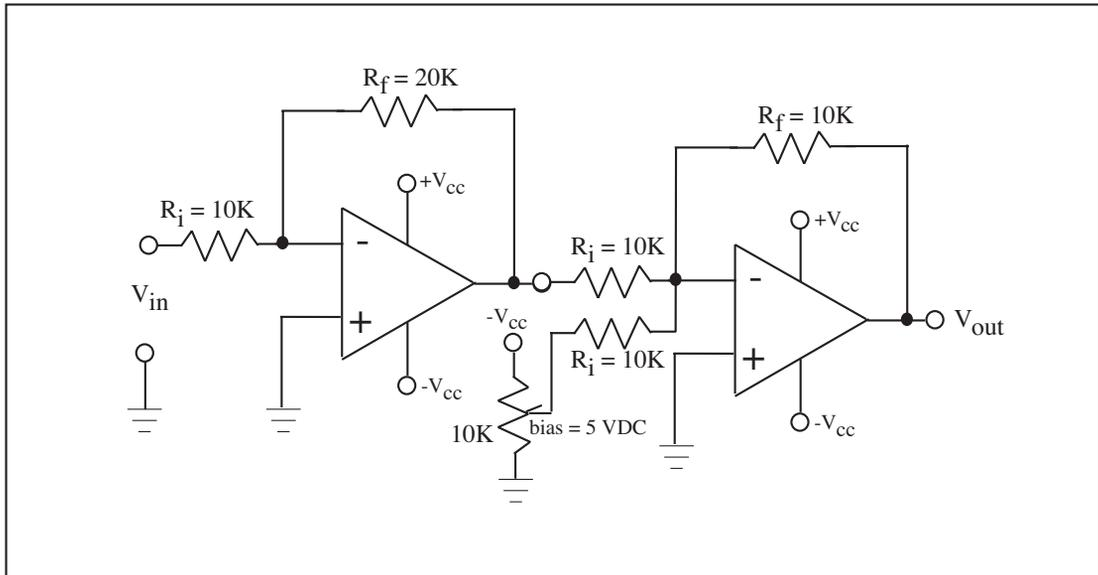 Rf = 20K
Rf = 10K
+Vcc
Ri = 10K
+Vcc
-
Ri = 10K
-
Vin
+
-Vcc
Vout
Ri = 10K
+
-Vcc
10K
bias = 5 VDC
-Vcc